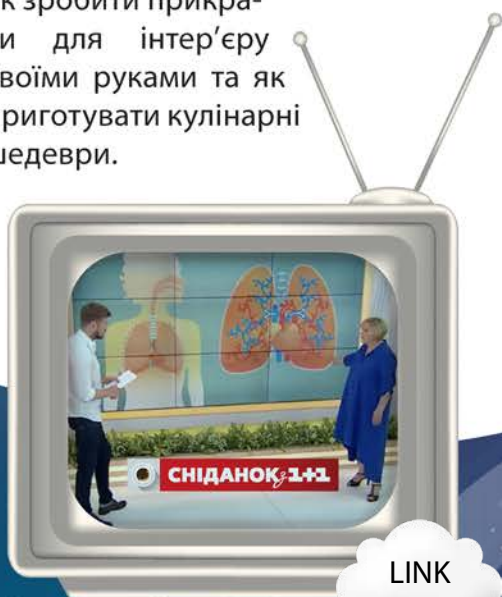 к зробити прикра-
и для інтер'єру
воїми руками та як
риготувати кулінарні
едеври.
СНІДАНОК з 1+1
LINK